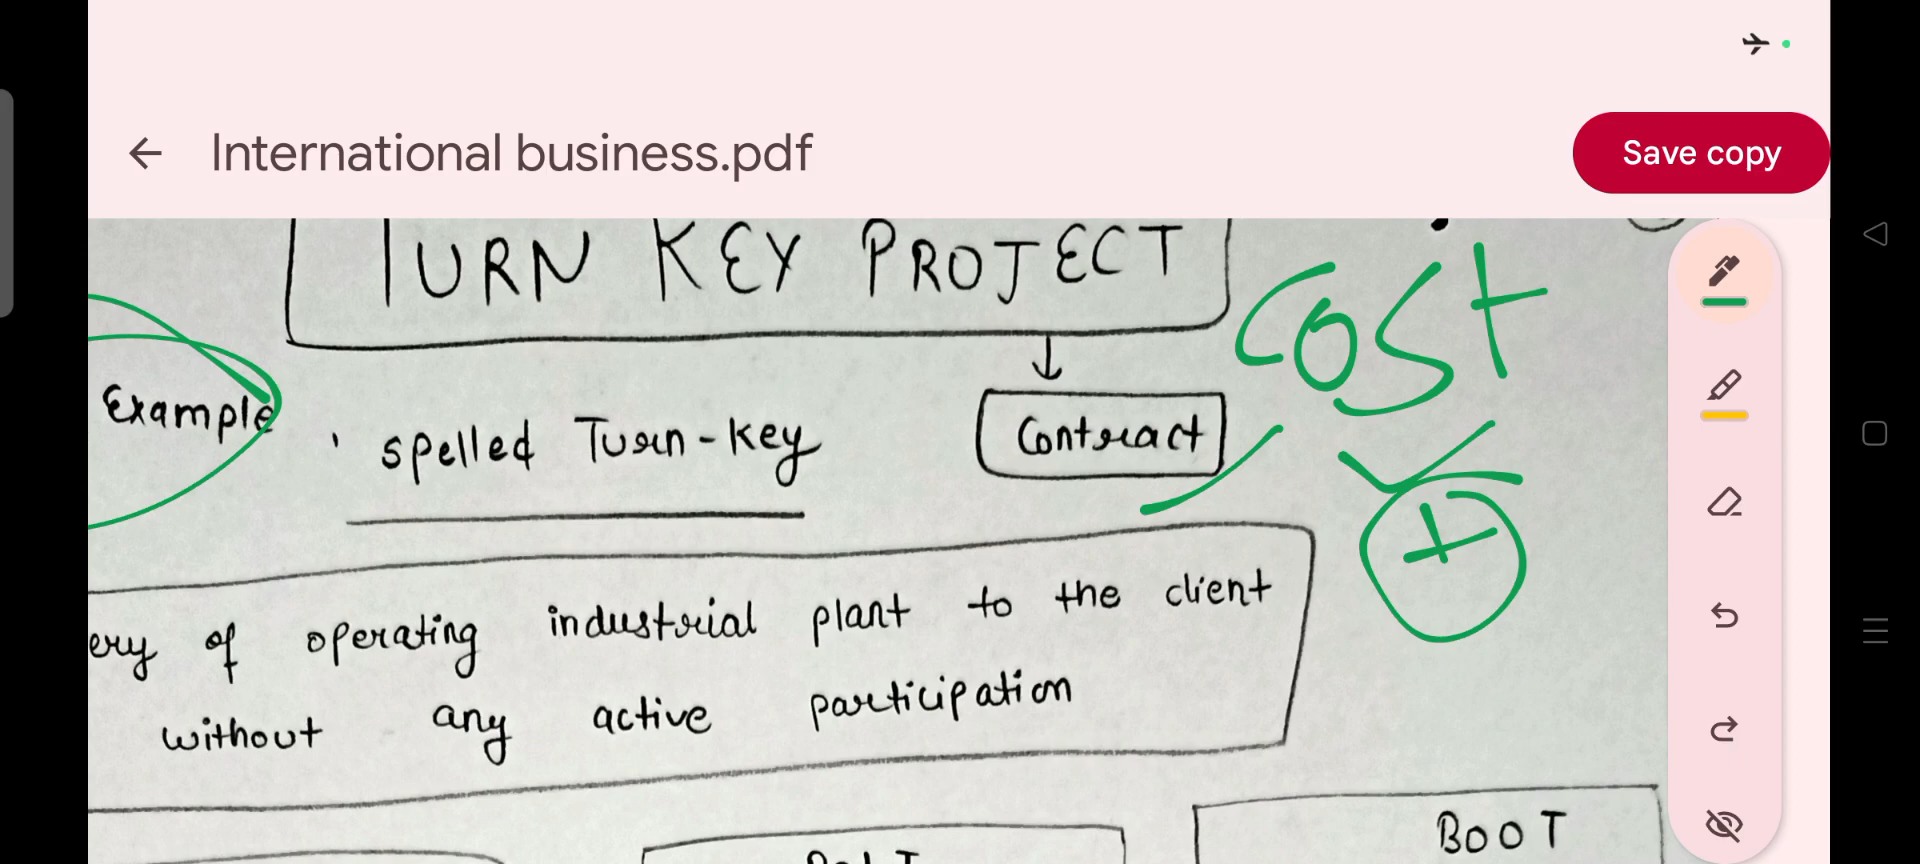 International business.pdf
Save copy
TURN KEY PROJECT
Cost
Example
spelled Turn-key
Contract
+
ery of operating industrial plant to the client
without any active participation
BOOT